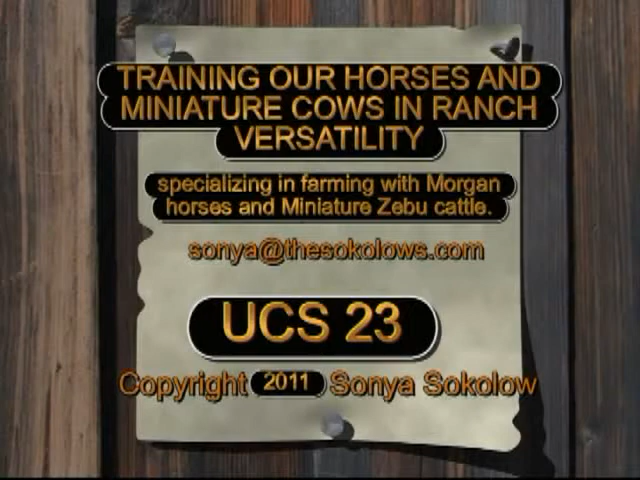 TRAINING OUR HORSES AND
MINIATURE COWS IN RANCH
VERSATILITY
specializing in farming with Morgan
horses and Miniature Zebu cattle.
sonya@thesokolows.com
UCS 23
Copyright 2011 Sonya Sokolow